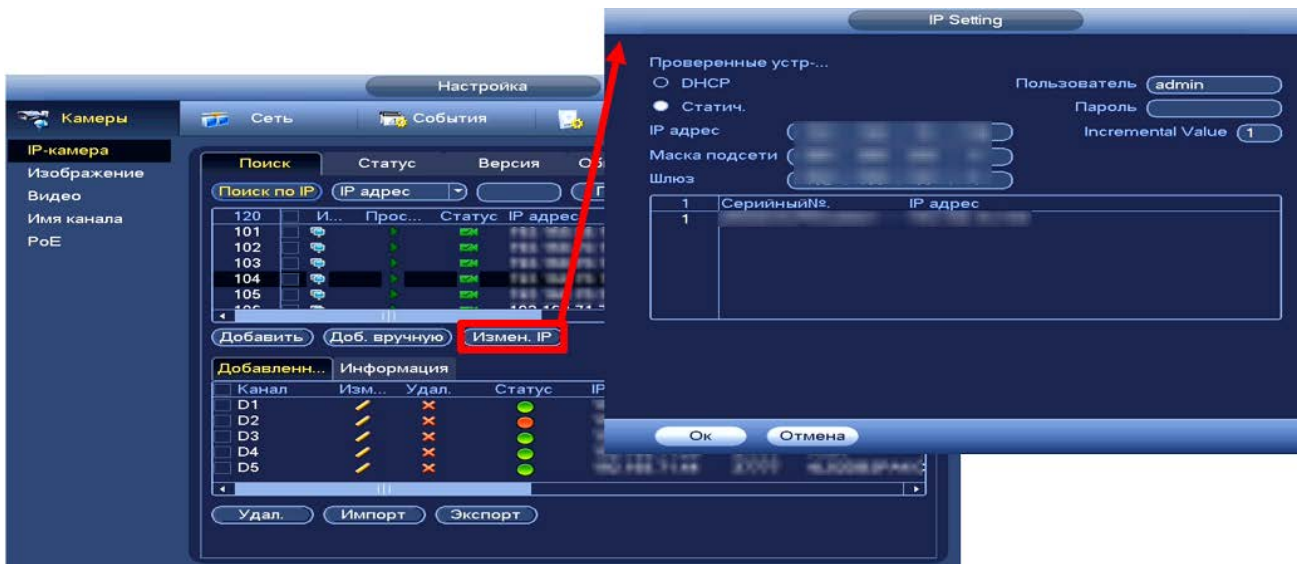 IP Setting
Проверенные устр-...
DHCP
Пользователь admin
Статич.
Пароль
IP адрес
Incremental Value 1
Маска подсети
Шлюз
1 Серийный№. IP адрес
1
Ок Отмена
Настройка
Камеры Сеть События
IP-камера
Изображение
Видео
Имя канала
PoE
Поиск Статус Версия
Поиск по IP IP адрес
120 И... Прос... Статус IP адрес
101
102
103
104
105
Добавить Доб. вручную Измен. IP
Добавленн... Информация
Канал Изм... Удал. Статус IP
D1
D2
D3
D4
D5
Удал. Импорт Экспорт